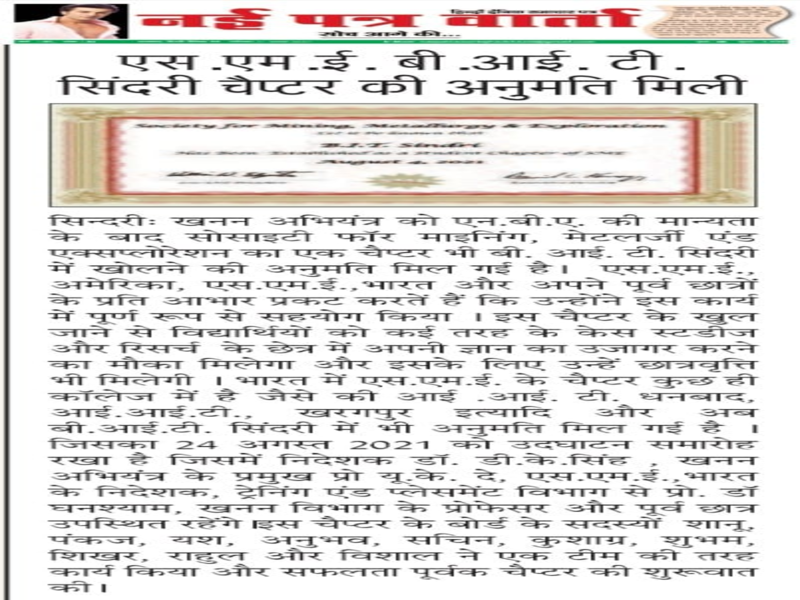 हिन्दी दैनिक समाचार पत्र
नई पत्र वार्ता
सोच आगे की...
एस .एम .ई . बी .आई . टी .
सिंदरी चैप्टर की अनुमति मिली
Society for Mining, Metallurgy & Exploration
B.I.T. Sindri
Has Been Established as a Student Chapter of SME
August 4, 2021
सिन्दरीः खनन अभियंत्र को एन.बी.ए. की मान्यता
के बाद सोसाइटी फॉर माइनिंग, मेटलर्जी एंड
एक्सप्लोरेशन का एक चैप्टर भी बी. आई. टी. सिंदरी
में खोलने की अनुमति मिल गई है। एस.एम.ई.,
अमेरिका, एस.एम.ई.,भारत और अपने पूर्व छात्रों
के प्रति आभार प्रकट करते हैं कि उन्होंने इस कार्य
में पूर्ण रूप से सहयोग किया । इस चैप्टर के खुल
जाने से विद्यार्थियों को कई तरह के केस स्टडीज
और रिसर्च के छेत्र में अपनी ज्ञान का उजागर करने
का मौका मिलेगा और इसके लिए उन्हें छात्रवृत्ति
भी मिलेगी । भारत में एस.एम.ई. के चैप्टर कुछ ही
कॉलेज में है जैसे की आई .आई. टी. धनबाद,
आई.आई.टी., खरगपुर इत्यादि और अब
बी.आई.टी. सिंदरी में भी अनुमति मिल गई है ।
जिसका 24 अगस्त 2021 को उदघाटन समारोह
रखा है जिसमें निदेशक डॉ. डी.के.सिंह , खनन
अभियंत्र के प्रमुख प्रो यू.के. दे, एस.एम.ई.,भारत
के निदेशक, ट्रेनिंग एंड प्लेसमेंट विभाग से प्रो. डॉ
घनश्याम, खनन विभाग के प्रोफेसर और पूर्व छात्र
उपस्थित रहेंगे।इस चैप्टर के बोर्ड के सदस्यों शानू,
पंकज, यश, अनुभव, सचिन, कुशाग्र, शुभम,
शिखर, राहुल और विशाल ने एक टीम की तरह
कार्य किया और सफलता पूर्वक चैप्टर की शुरूवात
की।